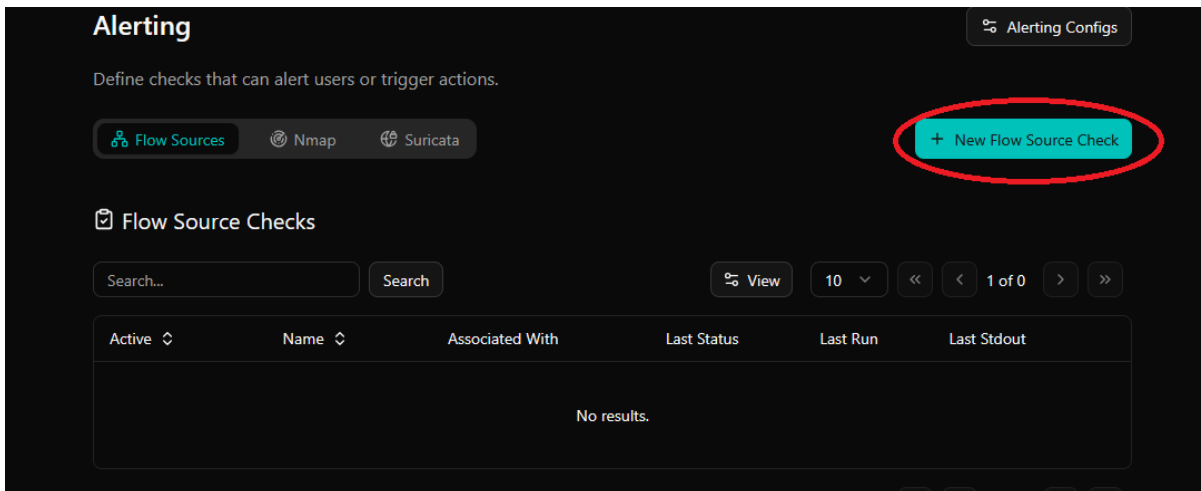 Alerting
Alerting Configs
Define checks that can alert users or trigger actions.
Flow Sources Nmap Suricata
+ New Flow Source Check
Flow Source Checks
Search... Search View 10 1 of 0
Active Name Associated With Last Status Last Run Last Stdout
No results.